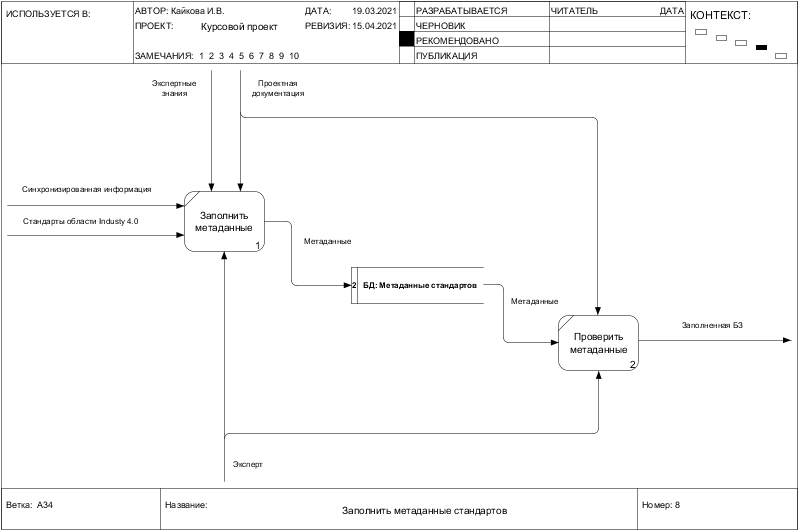 ИСПОЛЬЗУЕТСЯ В:
АВТОР: Кайкова И.В.
ДАТА: 19.03.2021
ПРОЕКТ: Курсовой проект
РЕВИЗИЯ: 15.04.2021
ЗАМЕЧАНИЯ: 1 2 3 4 5 6 7 8 9 10
РАЗРАБАТЫВАЕТСЯ
ЧЕРНОВИК
РЕКОМЕНДОВАНО
ПУБЛИКАЦИЯ
ЧИТАТЕЛЬ
ДАТА
КОНТЕКСТ:
Экспертные
знания
Проектная
документация
Синхронизированная информация
Стандарты области Industy 4.0
Заполнить
метаданные
1
Метаданные
2 БД: Метаданные стандартов
Метаданные
Проверить
метаданные
2
Заполненная БЗ
Эксперт
Ветка: А34
Название:
Заполнить метаданные стандартов
Номер: 8